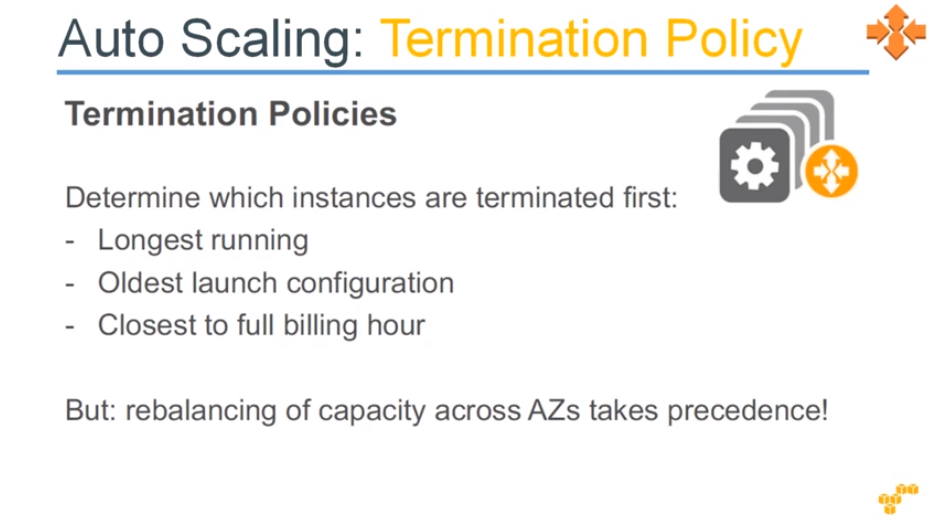 Auto Scaling: Termination Policy
Termination Policies
Determine which instances are terminated first:
- Longest running
- Oldest launch configuration
- Closest to full billing hour
But: rebalancing of capacity across AZs takes precedence!